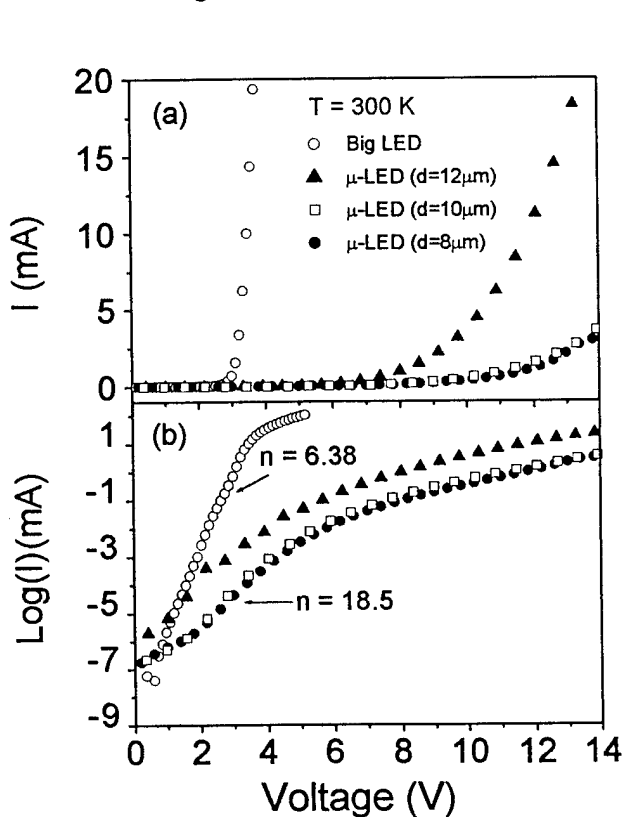 20
15
10
5
0
I (mA)
(a)
T = 300 K
Big LED
μ-LED (d=12μm)
μ-LED (d=10μm)
μ-LED (d=8μm)
1
-1
-3
-5
-7
-9
Log(I)(mA)
(b)
n = 6.38
n = 18.5
0 2 4 6 8 10 12 14
Voltage (V)